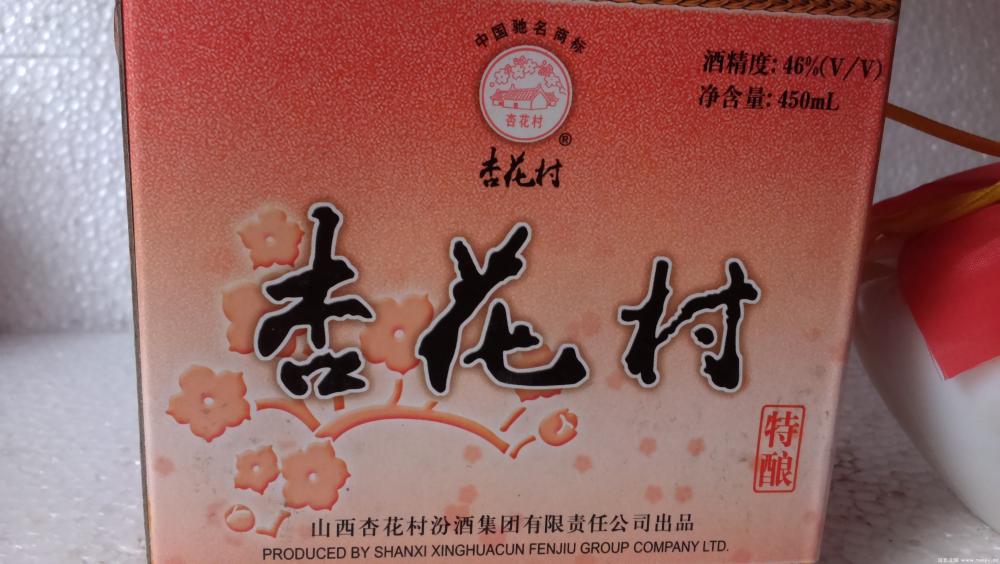 中国驰名商标
杏花村
®
杏花村
酒精度: 46%(V/V)
净含量: 450mL
杏花村
特酿
山西杏花村汾酒集团有限责任公司出品
PRODUCED BY SHANXI XINGHUACUN FENJIU GROUP COMPANY LTD.